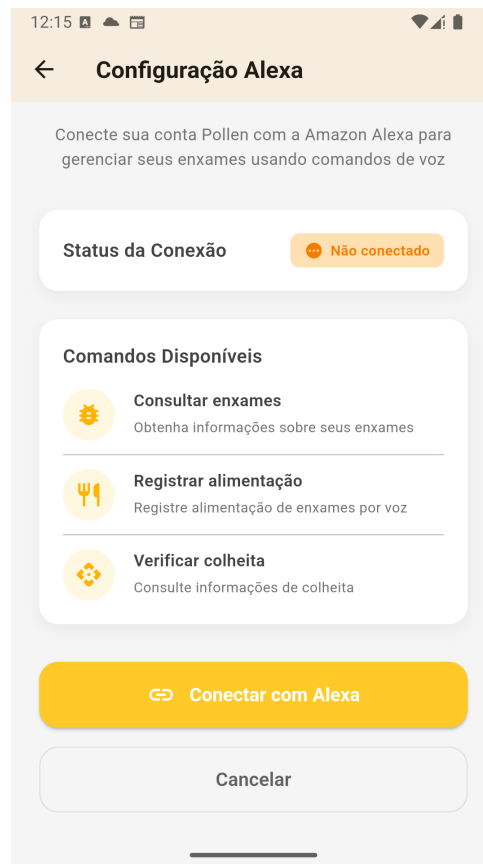 12:15
Configuração Alexa
Conecte sua conta Pollen com a Amazon Alexa para
gerenciar seus enxames usando comandos de voz
Status da Conexão
Não conectado
Comandos Disponíveis
Consultar enxames
Obtenha informações sobre seus enxames
Registrar alimentação
Registre alimentação de enxames por voz
Verificar colheita
Consulte informações de colheita
Conectar com Alexa
Cancelar